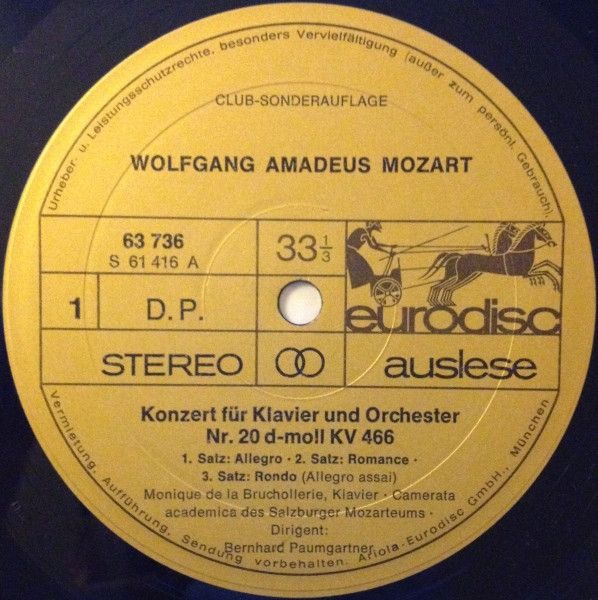 Urheber u. Leistungsschutzrechte, besonders Vervielfältigung (außer zum persönl. Gebrauch),
CLUB-SONDERAUFLAGE
WOLFGANG AMADEUS MOZART
63 736
S 61 416 A
33 1/3
1
D.P.
eurodisc
STEREO
auslese
Konzert für Klavier und Orchester
Nr. 20 d-moll KV 466
1. Satz: Allegro · 2. Satz: Romance ·
3. Satz: Rondo (Allegro assai)
Monique de la Bruchollerie, Klavier · Camerata
academica des Salzburger Mozarteums ·
Dirigent:
Bernhard Paumgartner
Vermietung, Aufführung, Sendung vorbehalten. Ariola-Eurodisc GmbH., München